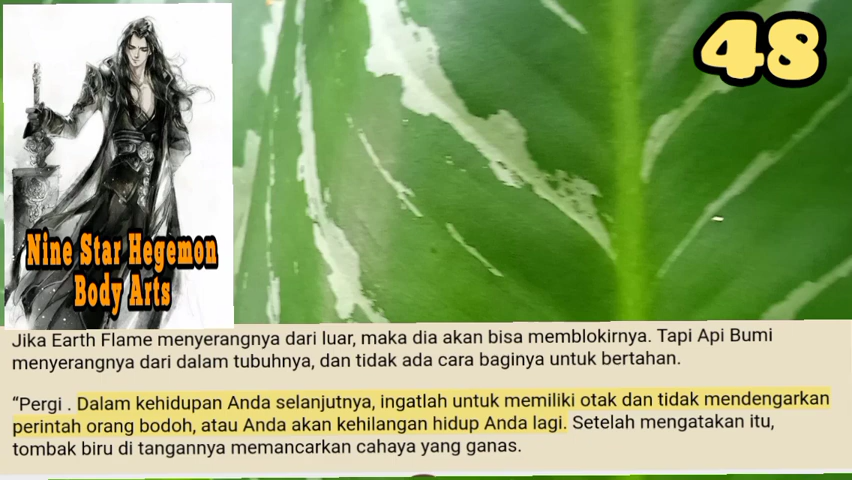 48
Nine Star Hegemon
Body Arts
Jika Earth Flame menyerangnya dari luar, maka dia akan bisa memblokirnya. Tapi Api Bumi
menyerangnya dari dalam tubuhnya, dan tidak ada cara baginya untuk bertahan.
“Pergi . Dalam kehidupan Anda selanjutnya, ingatlah untuk memiliki otak dan tidak mendengarkan
perintah orang bodoh, atau Anda akan kehilangan hidup Anda lagi. Setelah mengatakan itu,
tombak biru di tangannya memancarkan cahaya yang ganas.